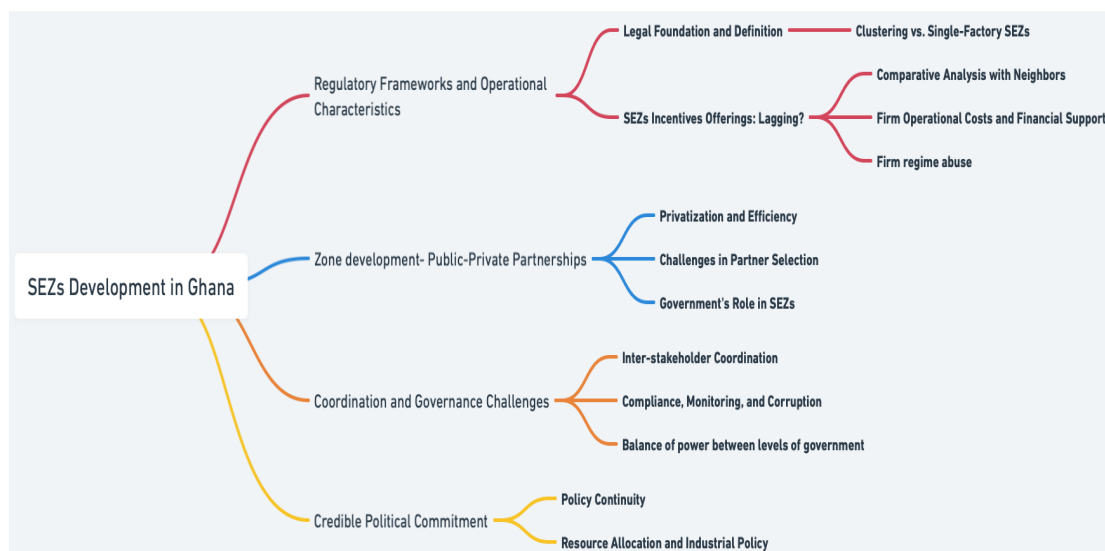 SEZs Development in Ghana
Regulatory Frameworks and Operational
Characteristics
Legal Foundation and Definition
Clustering vs. Single-Factory SEZs
SEZs Incentives Offerings: Lagging?
Comparative Analysis with Neighbors
Firm Operational Costs and Financial Support
Firm regime abuse
Zone development- Public-Private Partnerships
Privatization and Efficiency
Challenges in Partner Selection
Government's Role in SEZs
Coordination and Governance Challenges
Inter-stakeholder Coordination
Compliance, Monitoring, and Corruption
Balance of power between levels of government
Credible Political Commitment
Policy Continuity
Resource Allocation and Industrial Policy